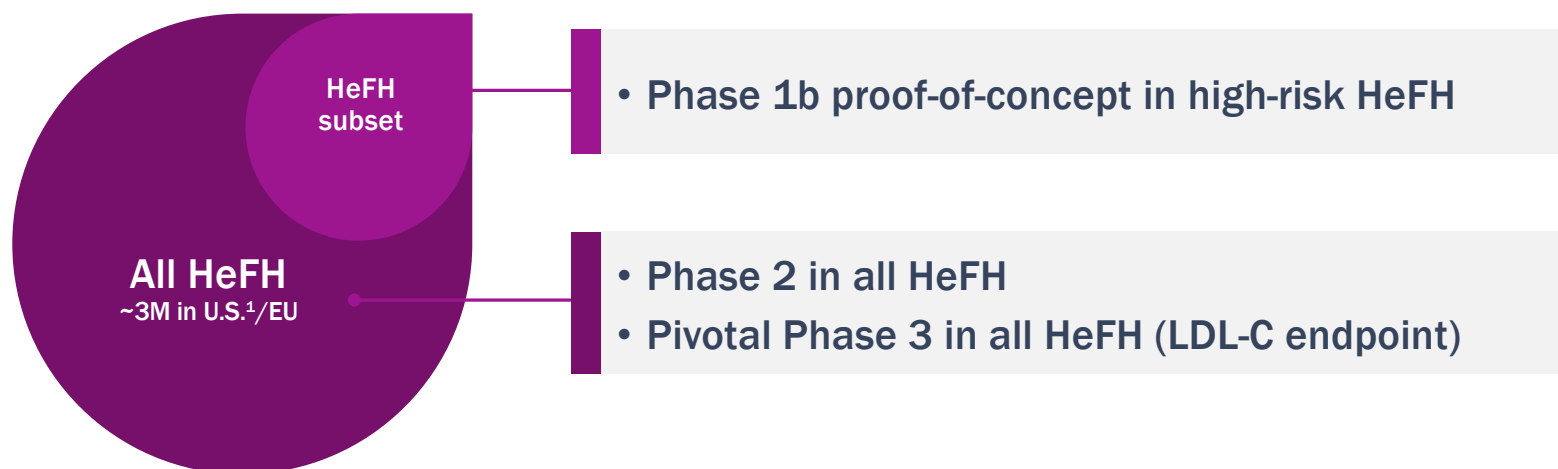 HeFH
subset
• Phase 1b proof-of-concept in high-risk HeFH
All HeFH
~3M in U.S.¹/EU
• Phase 2 in all HeFH
• Pivotal Phase 3 in all HeFH (LDL-C endpoint)